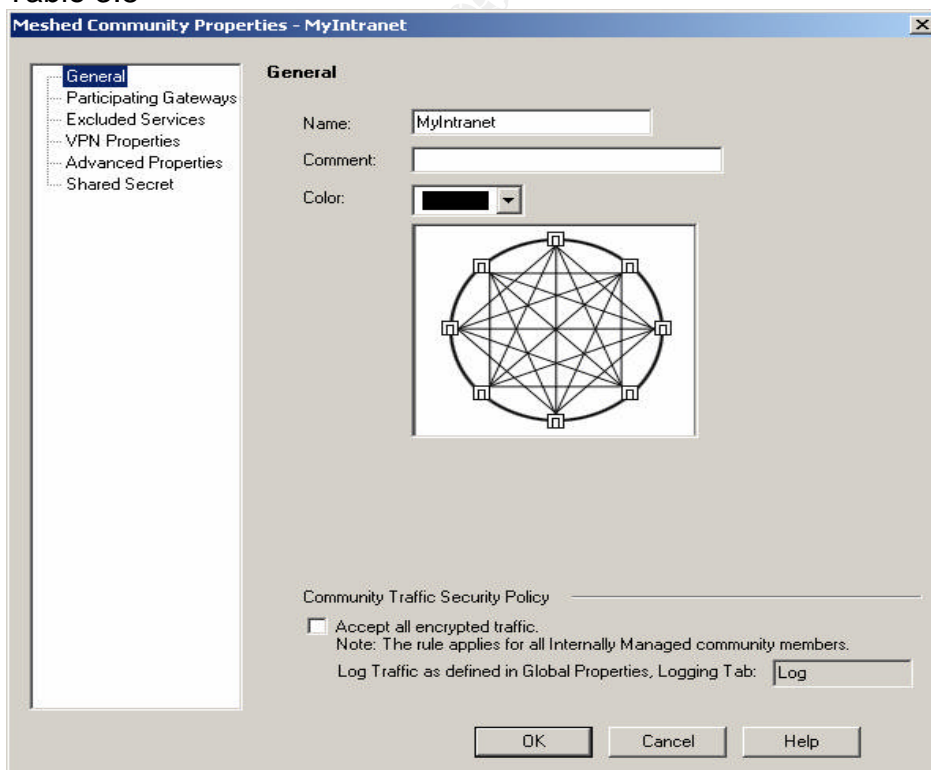 Meshed Community Properties - MyIntranet
General
Participating Gateways
Excluded Services
VPN Properties
Advanced Properties
Shared Secret
General
Name: MyIntranet
Comment:
Color:
Community Traffic Security Policy
Accept all encrypted traffic.
Note: The rule applies for all Internally Managed community members.
Log Traffic as defined in Global Properties, Logging Tab: Log
OK Cancel Help